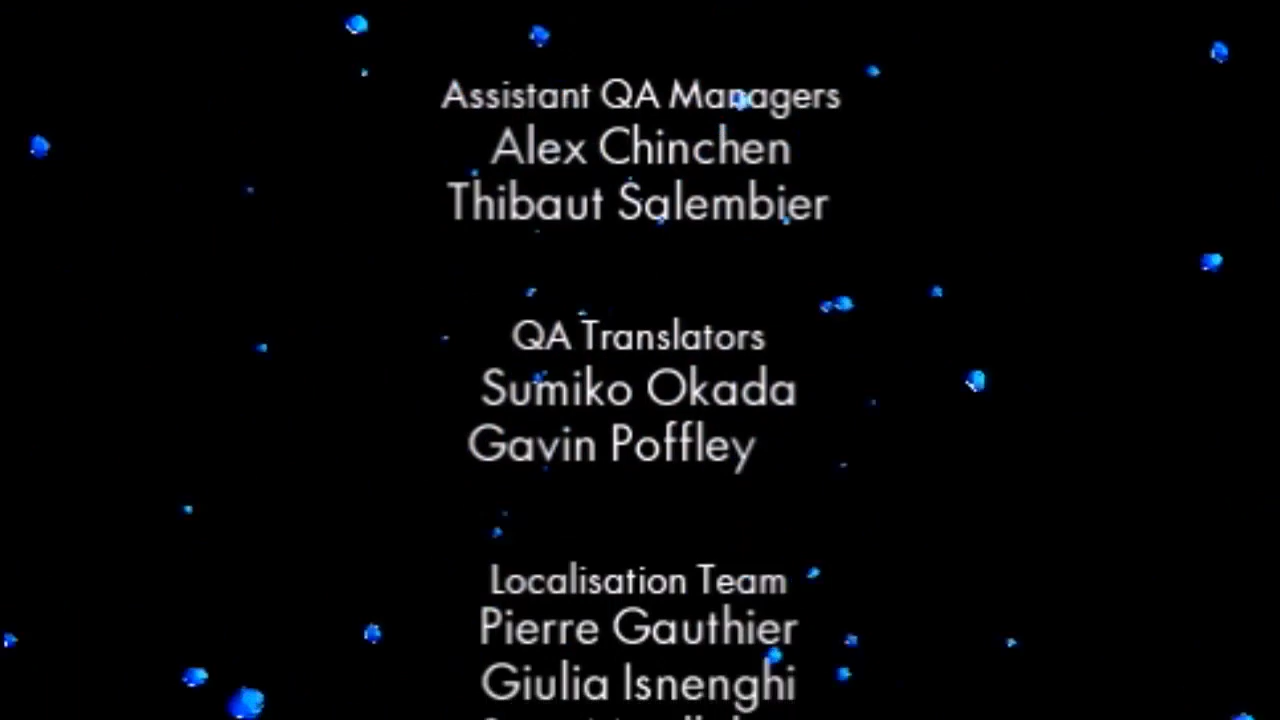 Assistant QA Managers
Alex Chinchen
Thibaut Salembier
QA Translators
Sumiko Okada
Gavin Poffley
Localisation Team
Pierre Gauthier
Giulia Isnenghi